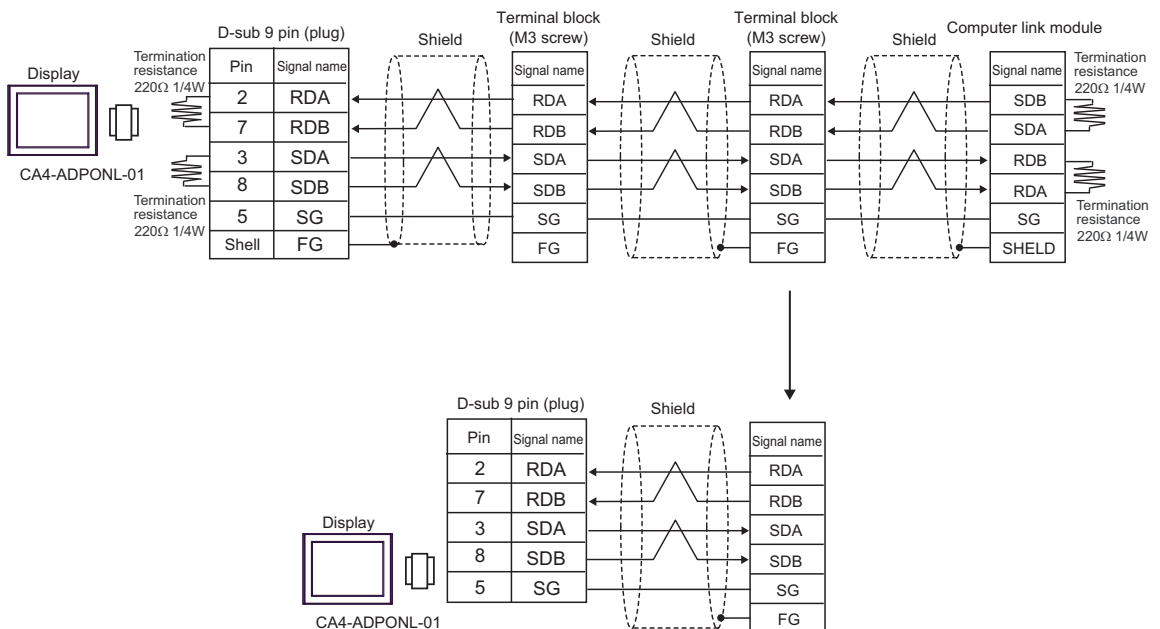 Display
CA4-ADPONL-01
Termination
resistance
220Ω 1/4W
Termination
resistance
220Ω 1/4W
D-sub 9 pin (plug)
Pin Signal name
2 RDA
7 RDB
3 SDA
8 SDB
5 SG
Shell FG
Shield
Terminal block
(M3 screw)
Signal name
RDA
RDB
SDA
SDB
SG
FG
Shield
Terminal block
(M3 screw)
Signal name
RDA
RDB
SDA
SDB
SG
FG
Shield
Computer link module
Signal name
SDB
SDA
RDB
RDA
SG
SHELD
Termination
resistance
220Ω 1/4W
Termination
resistance
220Ω 1/4W
Display
CA4-ADPONL-01
D-sub 9 pin (plug)
Pin Signal name
2 RDA
7 RDB
3 SDA
8 SDB
5 SG
Shield
Signal name
RDA
RDB
SDA
SDB
SG
FG